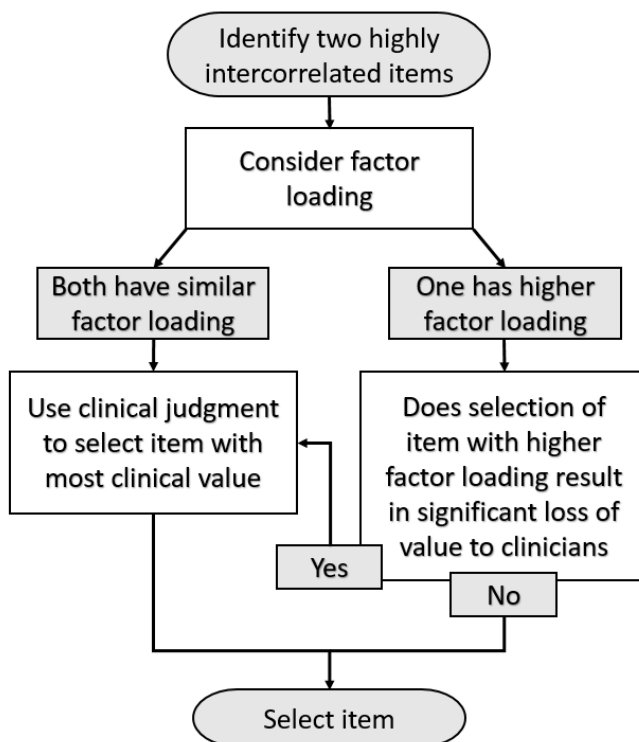 Identify two highly
intercorrelated items
Consider factor
loading
Both have similar
factor loading
One has higher
factor loading
Use clinical judgment
to select item with
most clinical value
Does selection of
item with higher
factor loading result
in significant loss of
value to clinicians
Yes
No
Select item